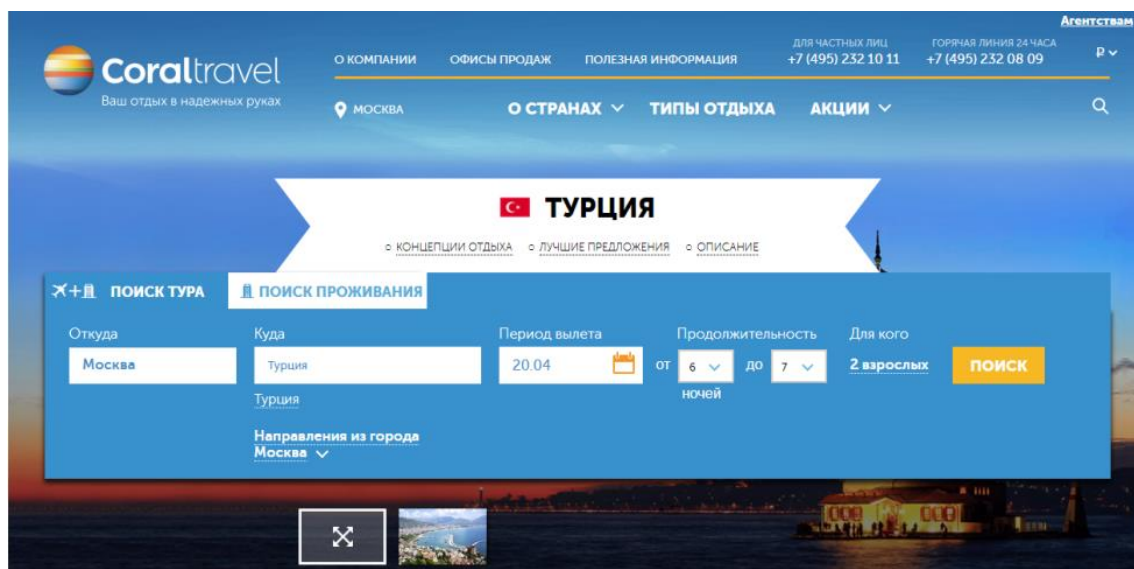 Агентствам
Coraltravel
Ваш отдых в надежных руках
О КОМПАНИИ
ОФИСЫ ПРОДАЖ
ПОЛЕЗНАЯ ИНФОРМАЦИЯ
ДЛЯ ЧАСТНЫХ ЛИЦ
+7 (495) 232 10 11
ГОРЯЧАЯ ЛИНИЯ 24 ЧАСА
+7 (495) 232 08 09
₽
МОСКВА
О СТРАНАХ
ТИПЫ ОТДЫХА
АКЦИИ
ТУРЦИЯ
КОНЦЕПЦИИ ОТДЫХА
ЛУЧШИЕ ПРЕДЛОЖЕНИЯ
ОПИСАНИЕ
ПОИСК ТУРА
ПОИСК ПРОЖИВАНИЯ
Откуда
Москва
Куда
Турция
Турция
Направления из города
Москва
Период вылета
20.04
Продолжительность
от 6 до 7
ночей
Для кого
2 взрослых
ПОИСК